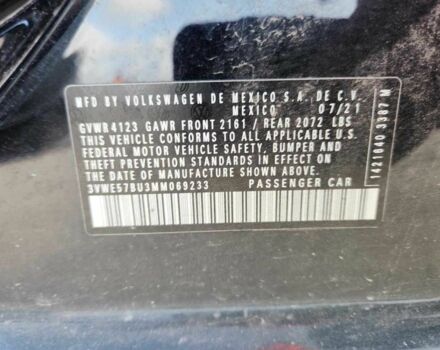 MFD BY VOLKSWAGEN DE MEXICO S.A. DE C.V.
MEXICO 07/21
GVWR 4123 GAWR FRONT 2161 / REAR 2072 LBS
THIS VEHICLE CONFORMS TO ALL APPLICABLE
FEDERAL MOTOR VEHICLE SAFETY, BUMPER AND
THEFT PREVENTION STANDARDS IN EFFECT ON THE
DATE OF MANUFACTURE SHOWN ABOVE.
3VWE57BU3MM069233 PASSENGER CAR
1421040 3387 M